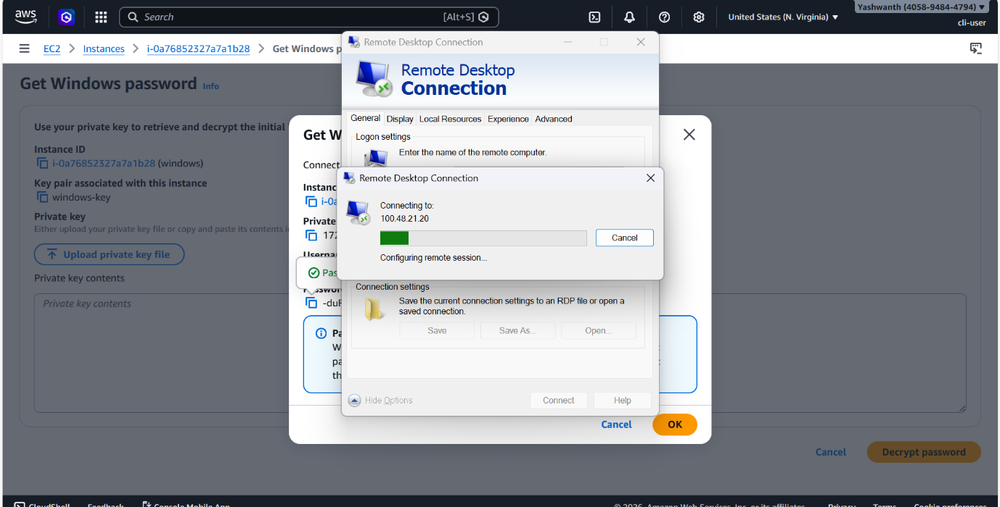 aws
Search [Alt+S]
United States (N. Virginia)
Yashwanth (4058-9484-4794)
cli-user
EC2 > Instances > i-0a76852327a7a1b28 > Get Windows p
Get Windows password Info
Use your private key to retrieve and decrypt the initial
Instance ID
i-0a76852327a7a1b28 (windows)
Key pair associated with this instance
windows-key
Private key
Either upload your private key file or copy and paste its contents
Upload private key file
Private key contents
Private key contents
Cancel
Decrypt password
Get W
Connect
Instanc
i-0a
Private
172
Userna
Pas
Password
-duF
Pa
W
pa
th
Cancel
OK
Remote Desktop Connection
Remote Desktop
Connection
General Display Local Resources Experience Advanced
Logon settings
Enter the name of the remote computer.
Remote Desktop Connection
Connecting to:
100.48.21.20
Cancel
Configuring remote session...
Connection settings
Save the current connection settings to an RDP file or open a
saved connection.
Save Save As... Open...
Hide Options
Connect Help
CloudShell Feedback Console Mobile App
© 2026, Amazon Web Services, Inc. or its affiliates. Privacy Terms Cookie preferences